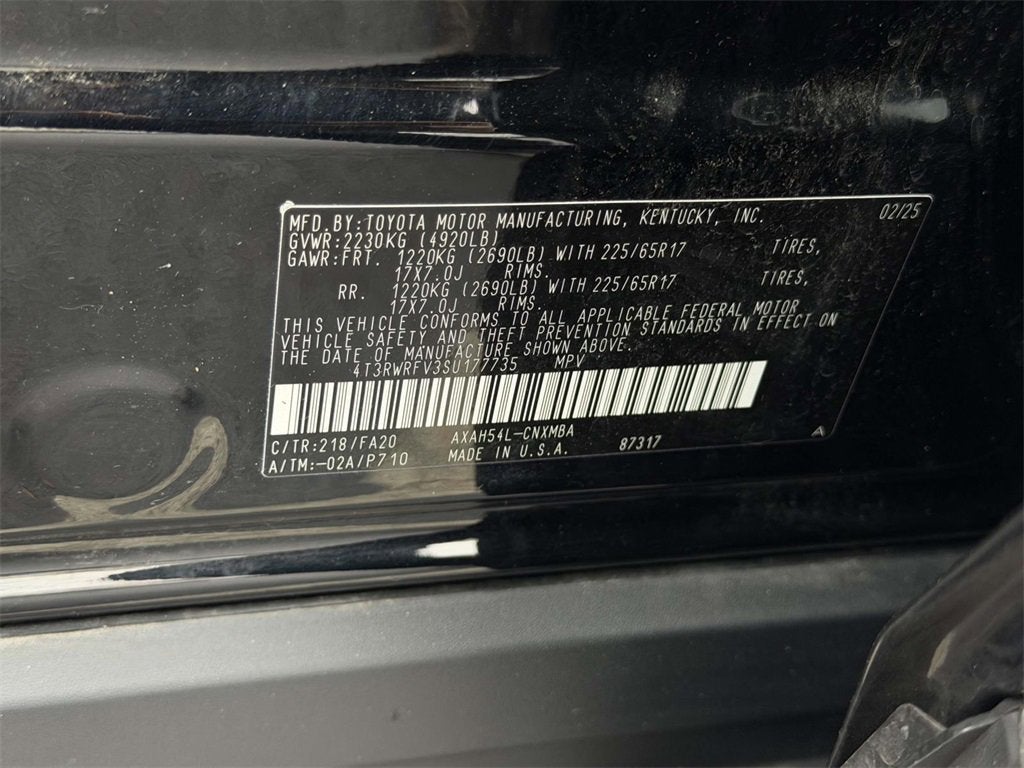 MFD.BY:TOYOTA MOTOR MANUFACTURING, KENTUCKY, INC. 02/25
GVWR:2230KG (4920LB)
GAWR:FRT. 1220KG (2690LB) WITH 225/65R17 TIRES,
17X7.0J RIMS.
RR. 1220KG (2690LB) WITH 225/65R17 TIRES,
17X7.0J RIMS.
THIS VEHICLE CONFORMS TO ALL APPLICABLE FEDERAL MOTOR
VEHICLE SAFETY AND THEFT PREVENTION STANDARDS IN EFFECT ON
THE DATE OF MANUFACTURE SHOWN ABOVE.
4T3RWRFV3SU177735 MPV
C/TR:218/FA20 AXAH54L-CNXMBA 87317 A
A/TM:-02A/P710 MADE IN U.S.A.